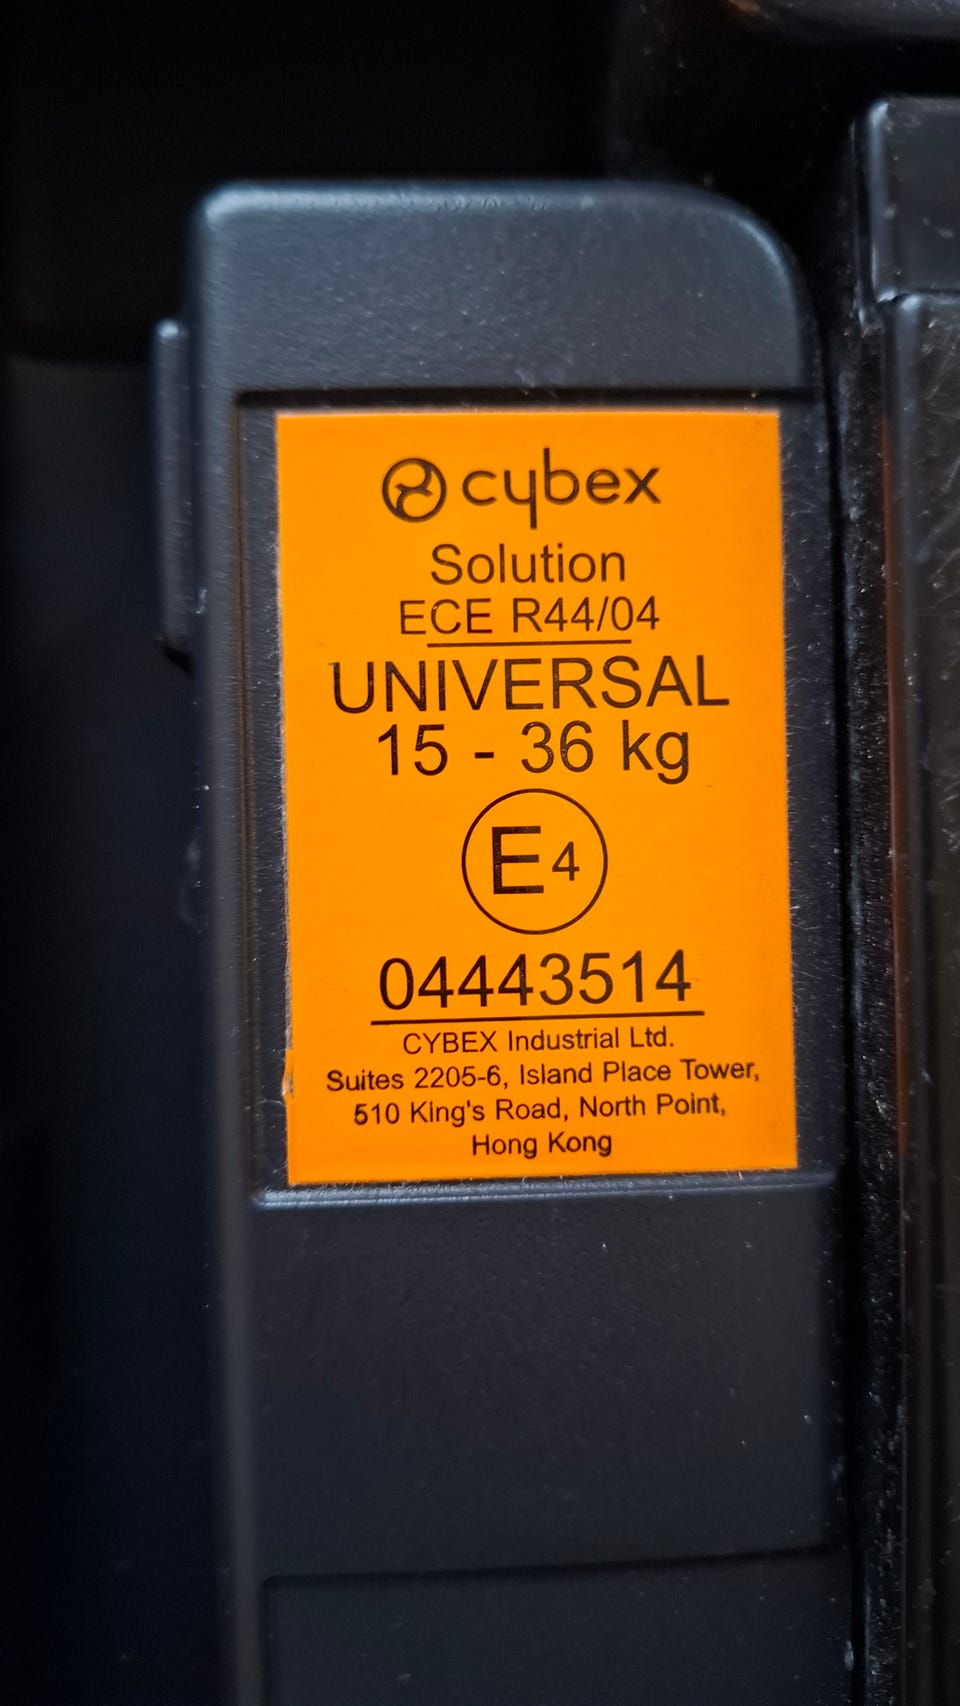 cybex
Solution
ECE R44/04
UNIVERSAL
15 - 36 kg
E4
04443514
CYBEX Industrial Ltd.
Suites 2205-6, Island Place Tower,
510 King's Road, North Point,
Hong Kong